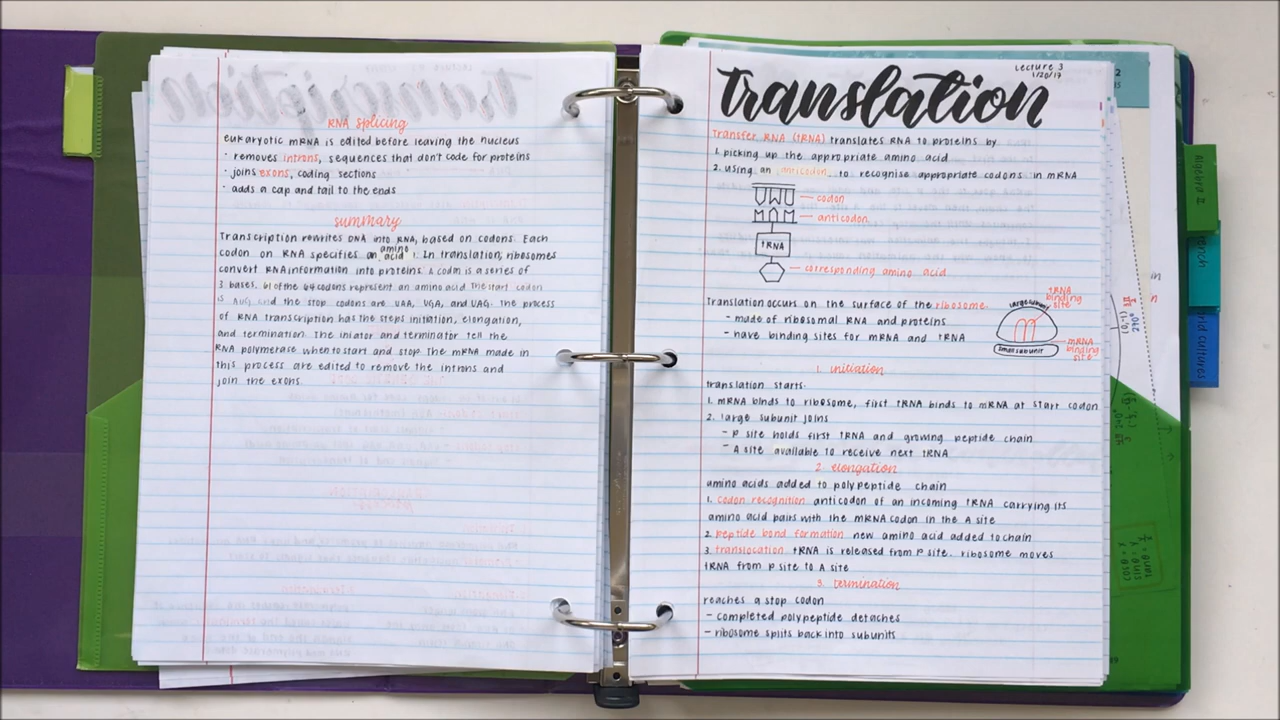 RNA splicing
eukaryotic mRNA is edited before leaving the nucleus
· removes introns, sequences that don't code for proteins
· joins exons, coding sections
· adds a cap and tail to the ends
summary
Transcription rewrites DNA into RNA, based on codons. Each
codon on RNA specifies an amino acid. In translation, ribosomes
convert RNA information into proteins. A codon is a series of
3 bases. 61 of the 64 codons represent an amino acid the start codon
is AUG and the stop codons are UAA, VGA, and UAG. The process
of RNA transcription has the steps initiation, elongation,
and termination. The iniator and terminator tell the
RNA polymerase when to start and stop. The mRNA made in
this process are edited to remove the introns and
join the exons.
Lecture 3
1/20/17
translation
Transfer RNA (tRNA) translates RNA to proteins by
1. picking up the appropriate amino acid
2. using an anticodon to recognise appropriate codons in mRNA
codon
anticodon
tRNA
corresponding amino acid
Translation occurs on the surface of the ribosome.
- made of ribosomal RNA and proteins
- have binding sites for mRNA and tRNA
tRNA
binding
site
large subunit
small subunit
mRNA
binding
site
1. initiation
translation starts:
1. mRNA binds to ribosome, first tRNA binds to mRNA at start codon
2. large subunit joins
- P site holds first tRNA and growing peptide chain
- A site available to receive next tRNA
2. elongation
amino acids added to polypeptide chain
1. codon recognition anticodon of an incoming tRNA carrying its
amino acid pairs with the mRNA codon in the A site
2. peptide bond formation new amino acid added to chain
3. translocation tRNA is released from P site. ribosome moves
tRNA from P site to A site
3. termination
reaches a stop codon
- completed polypeptide detaches
- ribosome splits back into subunits
Algebra II